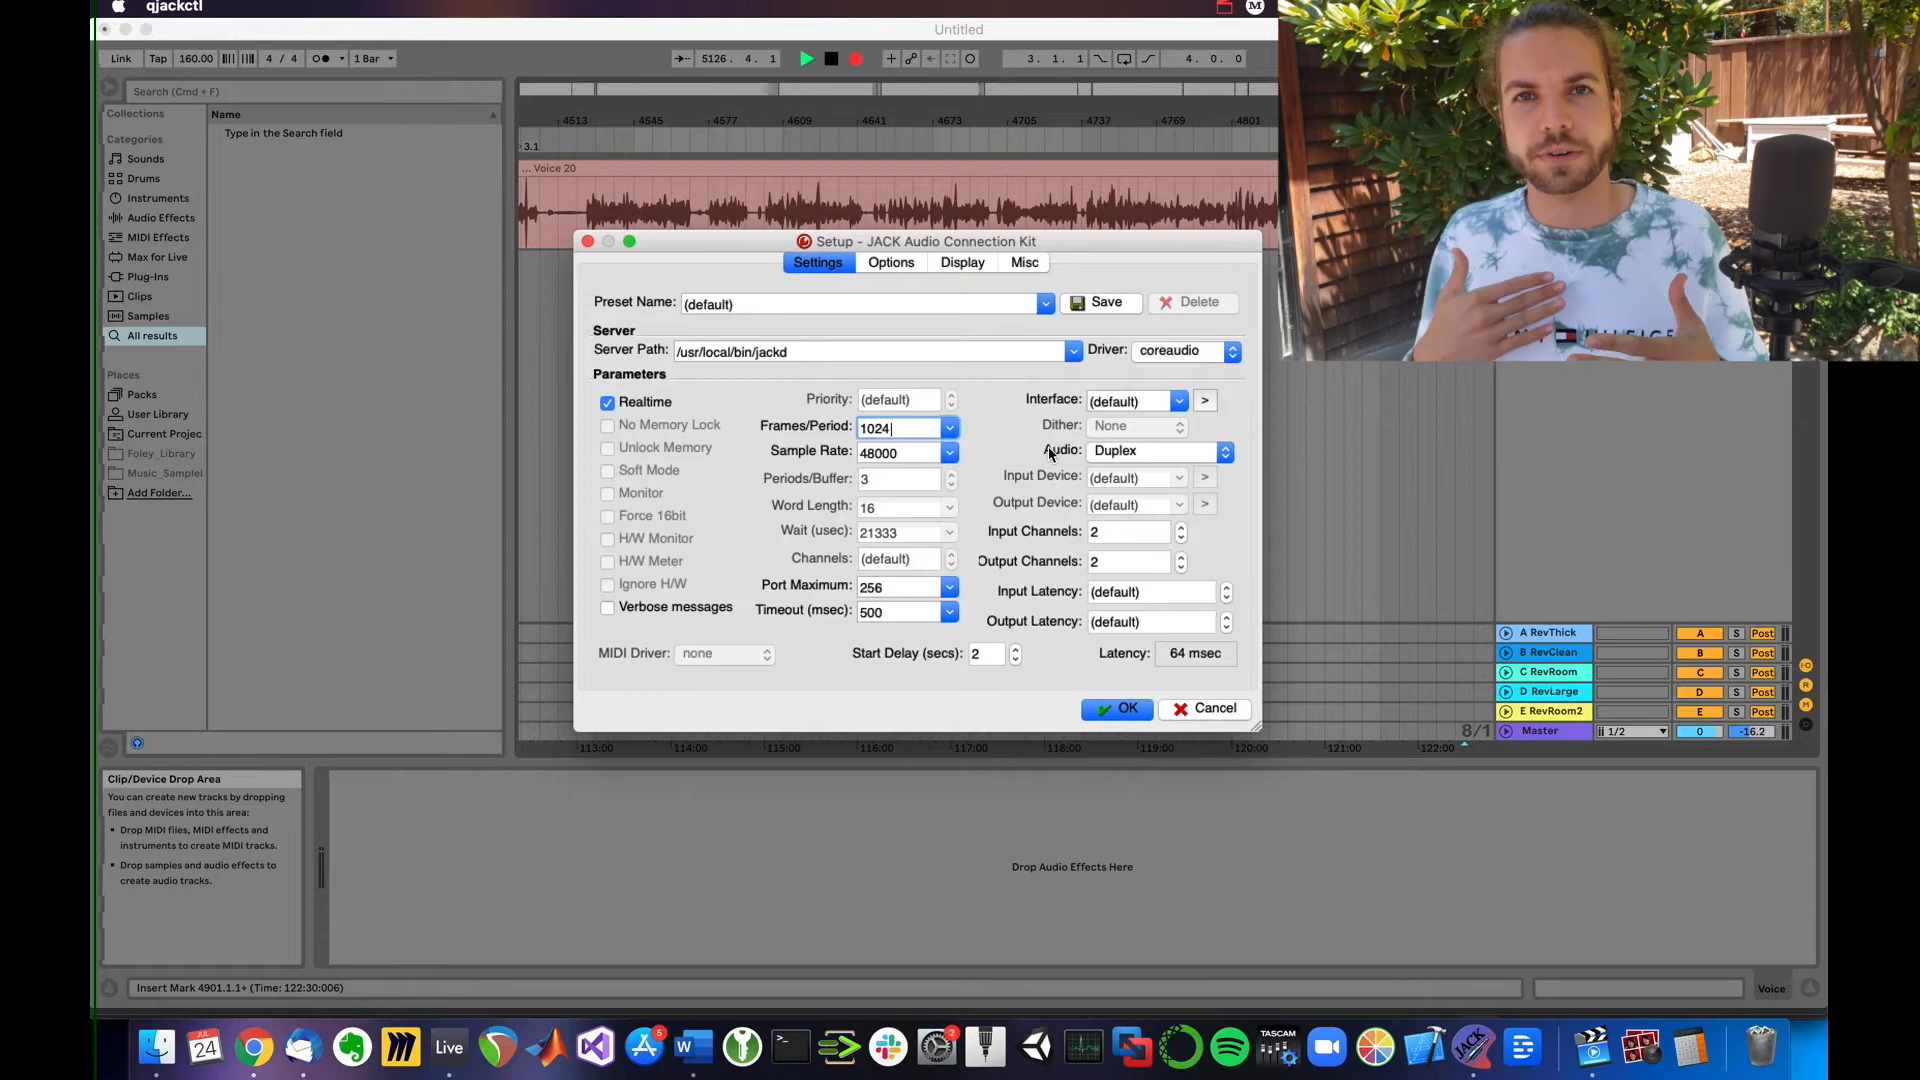 qjackctl
Untitled
Link Tap 160.00 4 / 4 1 Bar 5126. 4. 1 3. 1. 1 4. 0. 0
Search (Cmd + F)
Collections
Name
Type in the Search field
Categories
Sounds
Drums
Instruments
Audio Effects
MIDI Effects
Max for Live
Plug-Ins
Clips
Samples
All results
Places
Packs
User Library
Current Projec
Foley_Library
Music_Sampl
Add Folder...
4513 4545 4577 4609 4641 4673 4705 4737 4769 4801
3.1
... Voice 20
Setup - JACK Audio Connection Kit
Settings Options Display Misc
Preset Name: (default) Save Delete
Server
Server Path: /usr/local/bin/jackd Driver: coreaudio
Parameters
Realtime
No Memory Lock
Unlock Memory
Soft Mode
Monitor
Force 16bit
H/W Monitor
H/W Meter
Ignore H/W
Verbose messages
Priority: (default)
Frames/Period: 1024
Sample Rate: 48000
Periods/Buffer: 3
Word Length: 16
Wait (usec): 21333
Channels: (default)
Port Maximum: 256
Timeout (msec): 500
Interface: (default) >
Dither: None
Audio: Duplex
Input Device: (default) >
Output Device: (default) >
Input Channels: 2
Output Channels: 2
Input Latency: (default)
Output Latency: (default)
MIDI Driver: none Start Delay (secs): 2 Latency: 64 msec
OK Cancel
A RevThick A S Post
B RevClean B S Post
C RevRoom C S Post
D RevLarge D S Post
E RevRoom2 E S Post
8/1 Master 1/2 0 -16.2
113:00 114:00 115:00 116:00 117:00 118:00 119:00 120:00 121:00 122:00
Clip/Device Drop Area
You can create new tracks by dropping
files and devices into this area:
Drop MIDI files, MIDI effects and
instruments to create MIDI tracks.
Drop samples and audio effects to
create audio tracks.
Drop Audio Effects Here
Insert Mark 4901.1.1+ (Time: 122:30:006)
Voice
JUL
24
Live
5
W
2
TASCAM
JACK